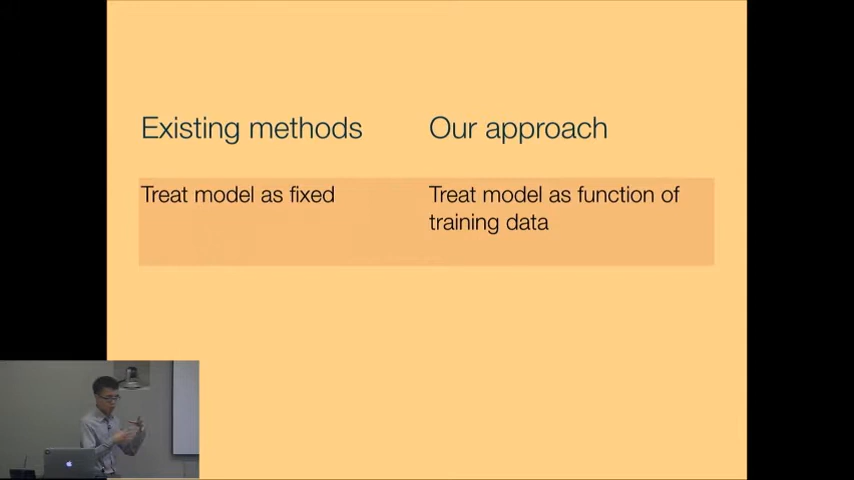 Existing methods
Our approach
Treat model as fixed
Treat model as function of
training data